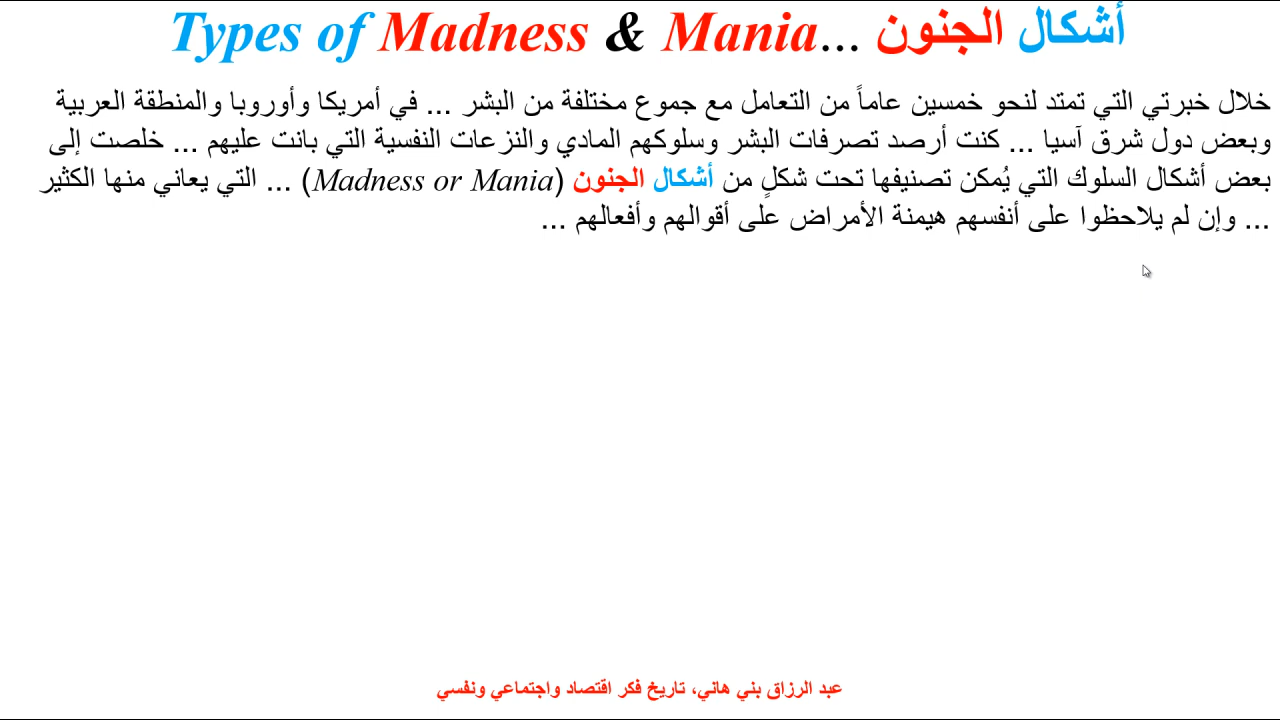 أشكال الجنون ...Types of Madness & Mania
خلال خبرتي التي تمتد لنحو خمسين عاماً من التعامل مع جموع مختلفة من البشر ... في أمريكا وأوروبا والمنطقة العربية
وبعض دول شرق آسيا ... كنت أرصد تصرفات البشر وسلوكهم المادي والنزعات النفسية التي بانت عليهم ... خلصت إلى
بعض أشكال السلوك التي يُمكن تصنيفها تحت شكلٍ من أشكال الجنون (Madness or Mania) ... التي يعاني منها الكثير
... وإن لم يلاحظوا على أنفسهم هيمنة الأمراض على أقوالهم وأفعالهم ...
عبد الرزاق بني هاني، تاريخ فكر اقتصاد واجتماعي ونفسي